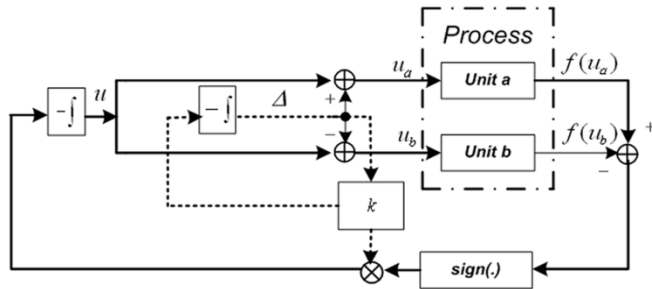 Process
u
Δ
+
−
u_a
u_b
Unit a
Unit b
f(u_a)
f(u_b)
+
−
−∫
−∫
k
sign(.)